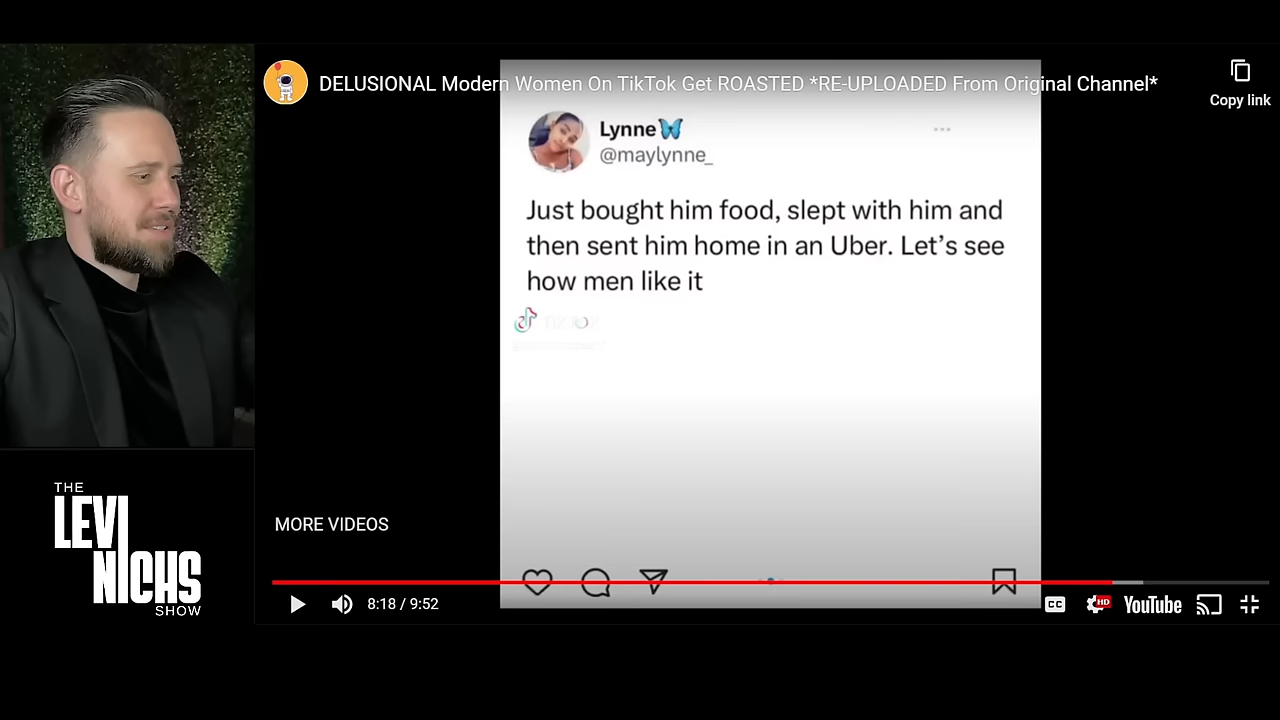 DELUSIONAL Modern Women On TikTok Get ROASTED *RE-UPLOADED From Original Channel*
Copy link
Lynne🦋
@maylynne_
Just bought him food, slept with him and
then sent him home in an Uber. Let’s see
how men like it
MORE VIDEOS
THE
LEVI
NICHS
SHOW
8:18 / 9:52
CC
HD
YouTube